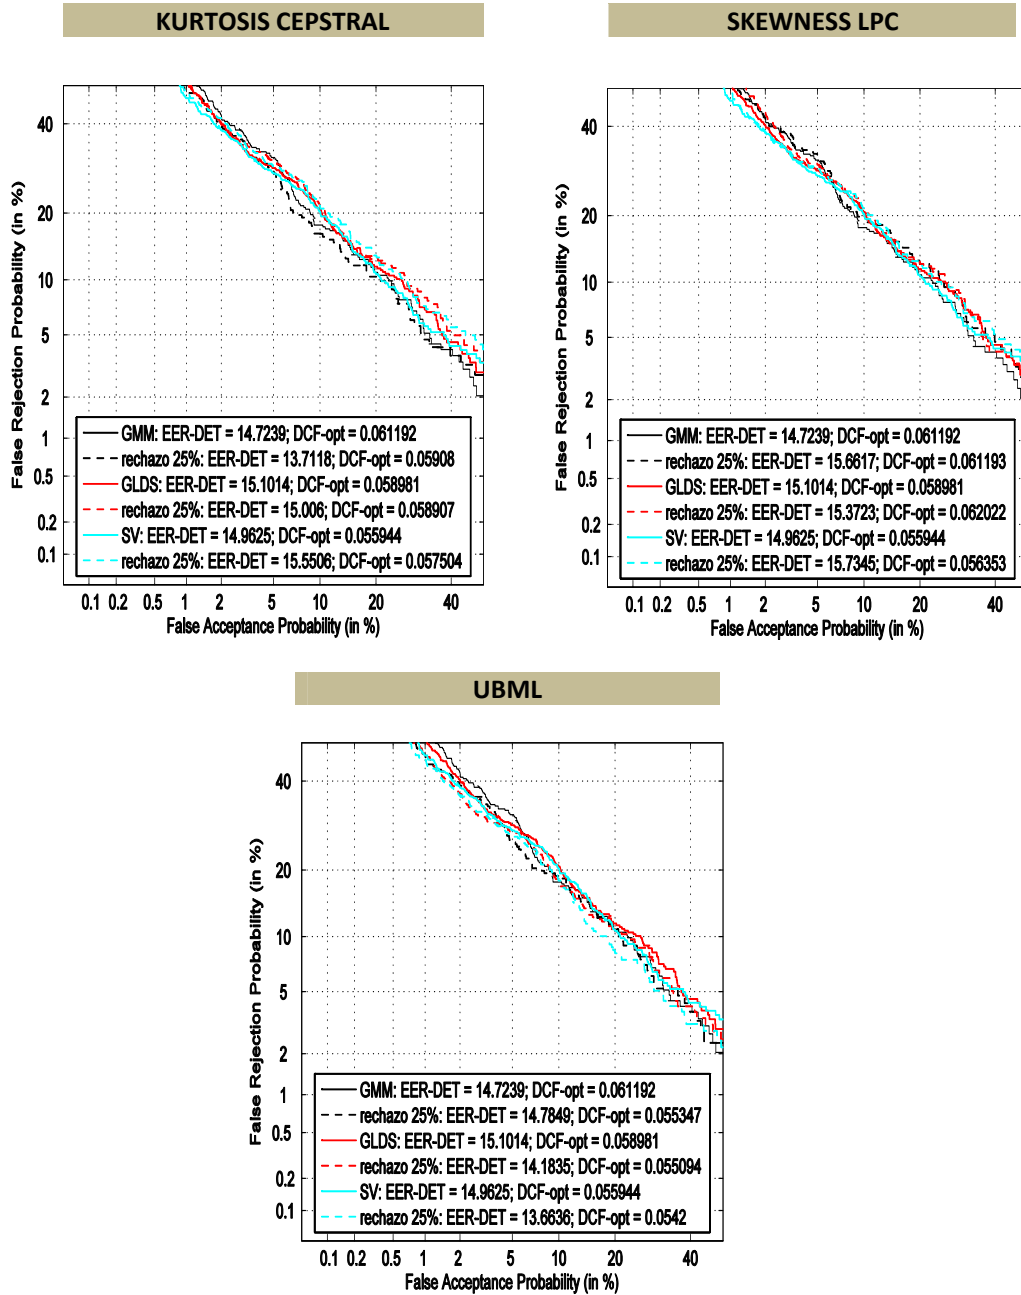 KURTOSIS CEPSTRAL
False Rejection Probability (in %)
40
20
10
5
2
1
0.5
0.2
0.1
GMM: EER-DET = 14.7239; DCF-opt = 0.061192
rechazo 25%: EER-DET = 13.7118; DCF-opt = 0.05908
GLDS: EER-DET = 15.1014; DCF-opt = 0.058981
rechazo 25%: EER-DET = 15.006; DCF-opt = 0.058907
SV: EER-DET = 14.9625; DCF-opt = 0.055944
rechazo 25%: EER-DET = 15.5506; DCF-opt = 0.057504
0.1 0.2 0.5 1 2 5 10 20 40
False Acceptance Probability (in %)
SKEWNESS LPC
False Rejection Probability (in %)
40
20
10
5
2
1
0.5
0.2
0.1
GMM: EER-DET = 14.7239; DCF-opt = 0.061192
rechazo 25%: EER-DET = 15.6617; DCF-opt = 0.061193
GLDS: EER-DET = 15.1014; DCF-opt = 0.058981
rechazo 25%: EER-DET = 15.3723; DCF-opt = 0.062022
SV: EER-DET = 14.9625; DCF-opt = 0.055944
rechazo 25%: EER-DET = 15.7345; DCF-opt = 0.056353
0.1 0.2 0.5 1 2 5 10 20 40
False Acceptance Probability (in %)
UBML
False Rejection Probability (in %)
40
20
10
5
2
1
0.5
0.2
0.1
GMM: EER-DET = 14.7239; DCF-opt = 0.061192
rechazo 25%: EER-DET = 14.7849; DCF-opt = 0.055347
GLDS: EER-DET = 15.1014; DCF-opt = 0.058981
rechazo 25%: EER-DET = 14.1835; DCF-opt = 0.055094
SV: EER-DET = 14.9625; DCF-opt = 0.055944
rechazo 25%: EER-DET = 13.6636; DCF-opt = 0.0542
0.1 0.2 0.5 1 2 5 10 20 40
False Acceptance Probability (in %)